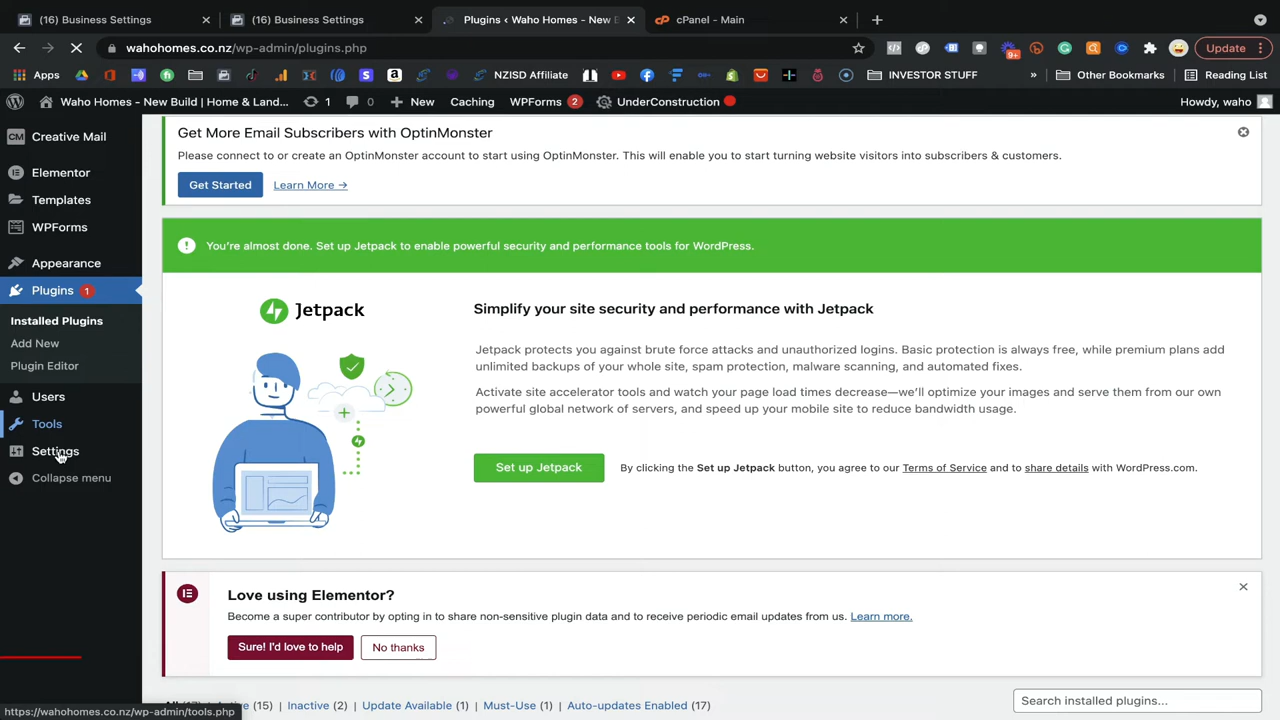 (16) Business Settings
(16) Business Settings
Plugins ‹ Waho Homes - New B
cPanel - Main
wahohomes.co.nz/wp-admin/plugins.php
9+
Update
Apps
NZISD Affiliate
INVESTOR STUFF
»
Other Bookmarks
Reading List
Waho Homes - New Build | Home & Land...
1
0
New
Caching
WPForms 2
UnderConstruction
Howdy, waho
CM Creative Mail
Elementor
Templates
WPForms
Appearance
Plugins 1
Installed Plugins
Add New
Plugin Editor
Users
Tools
Settings
Collapse menu
Get More Email Subscribers with OptinMonster
Please connect to or create an OptinMonster account to start using OptinMonster. This will enable you to start turning website visitors into subscribers & customers.
Get Started
Learn More →
You're almost done. Set up Jetpack to enable powerful security and performance tools for WordPress.
Jetpack
Simplify your site security and performance with Jetpack
Jetpack protects you against brute force attacks and unauthorized logins. Basic protection is always free, while premium plans add
unlimited backups of your whole site, spam protection, malware scanning, and automated fixes.
Activate site accelerator tools and watch your page load times decrease—we'll optimize your images and serve them from our own
powerful global network of servers, and speed up your mobile site to reduce bandwidth usage.
Set up Jetpack
By clicking the Set up Jetpack button, you agree to our Terms of Service and to share details with WordPress.com.
Love using Elementor?
Become a super contributor by opting in to share non-sensitive plugin data and to receive periodic email updates from us. Learn more.
Sure! I'd love to help
No thanks
(15) | Inactive (2) | Update Available (1) | Must-Use (1) | Auto-updates Enabled (17)
Search installed plugins...
https://wahohomes.co.nz/wp-admin/tools.php